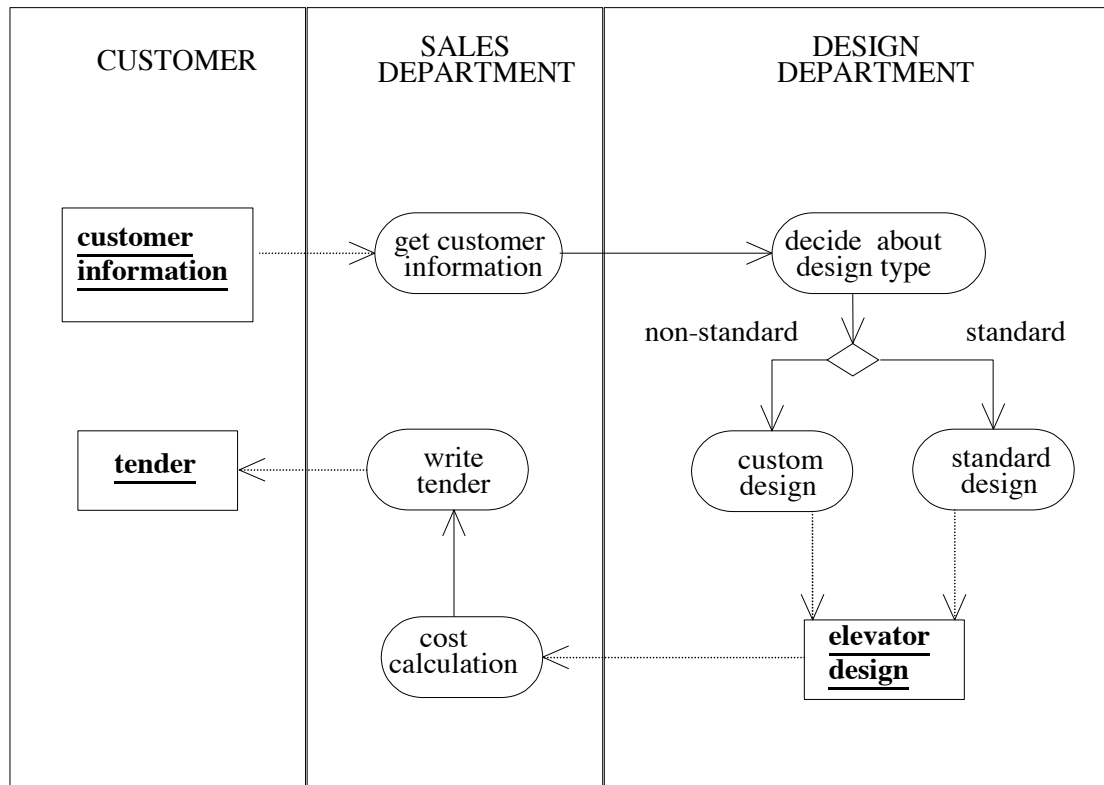 CUSTOMER
SALES
DEPARTMENT
DESIGN
DEPARTMENT
customer
information
get customer
information
decide about
design type
non-standard
standard
tender
write
tender
custom
design
standard
design
cost
calculation
elevator
design